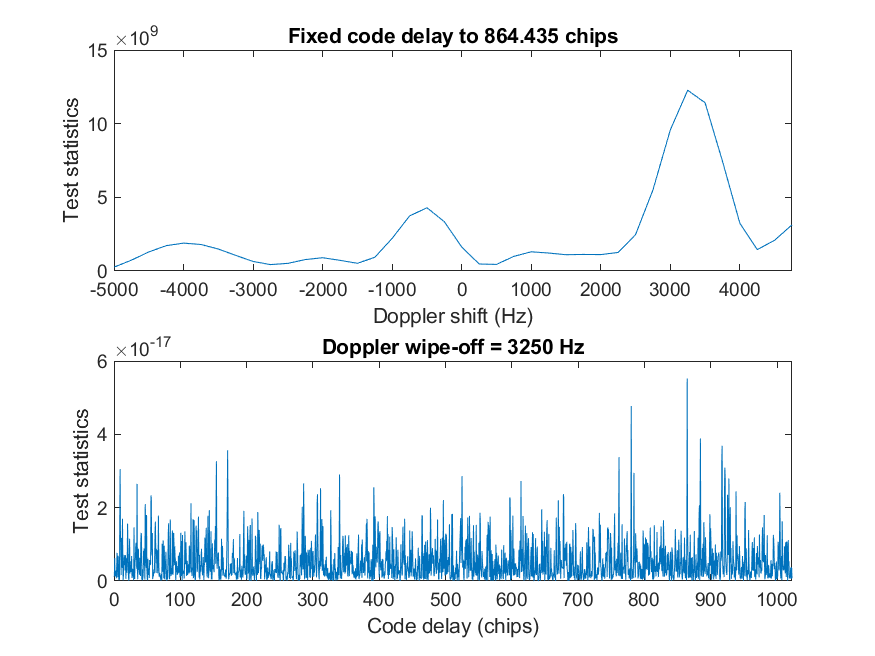 Fixed code delay to 864.435 chips
×10^9
15
10
5
0
Test statistics
-5000 -4000 -3000 -2000 -1000 0 1000 2000 3000 4000
Doppler shift (Hz)
Doppler wipe-off = 3250 Hz
×10^-17
6
4
2
0
Test statistics
0 100 200 300 400 500 600 700 800 900 1000
Code delay (chips)